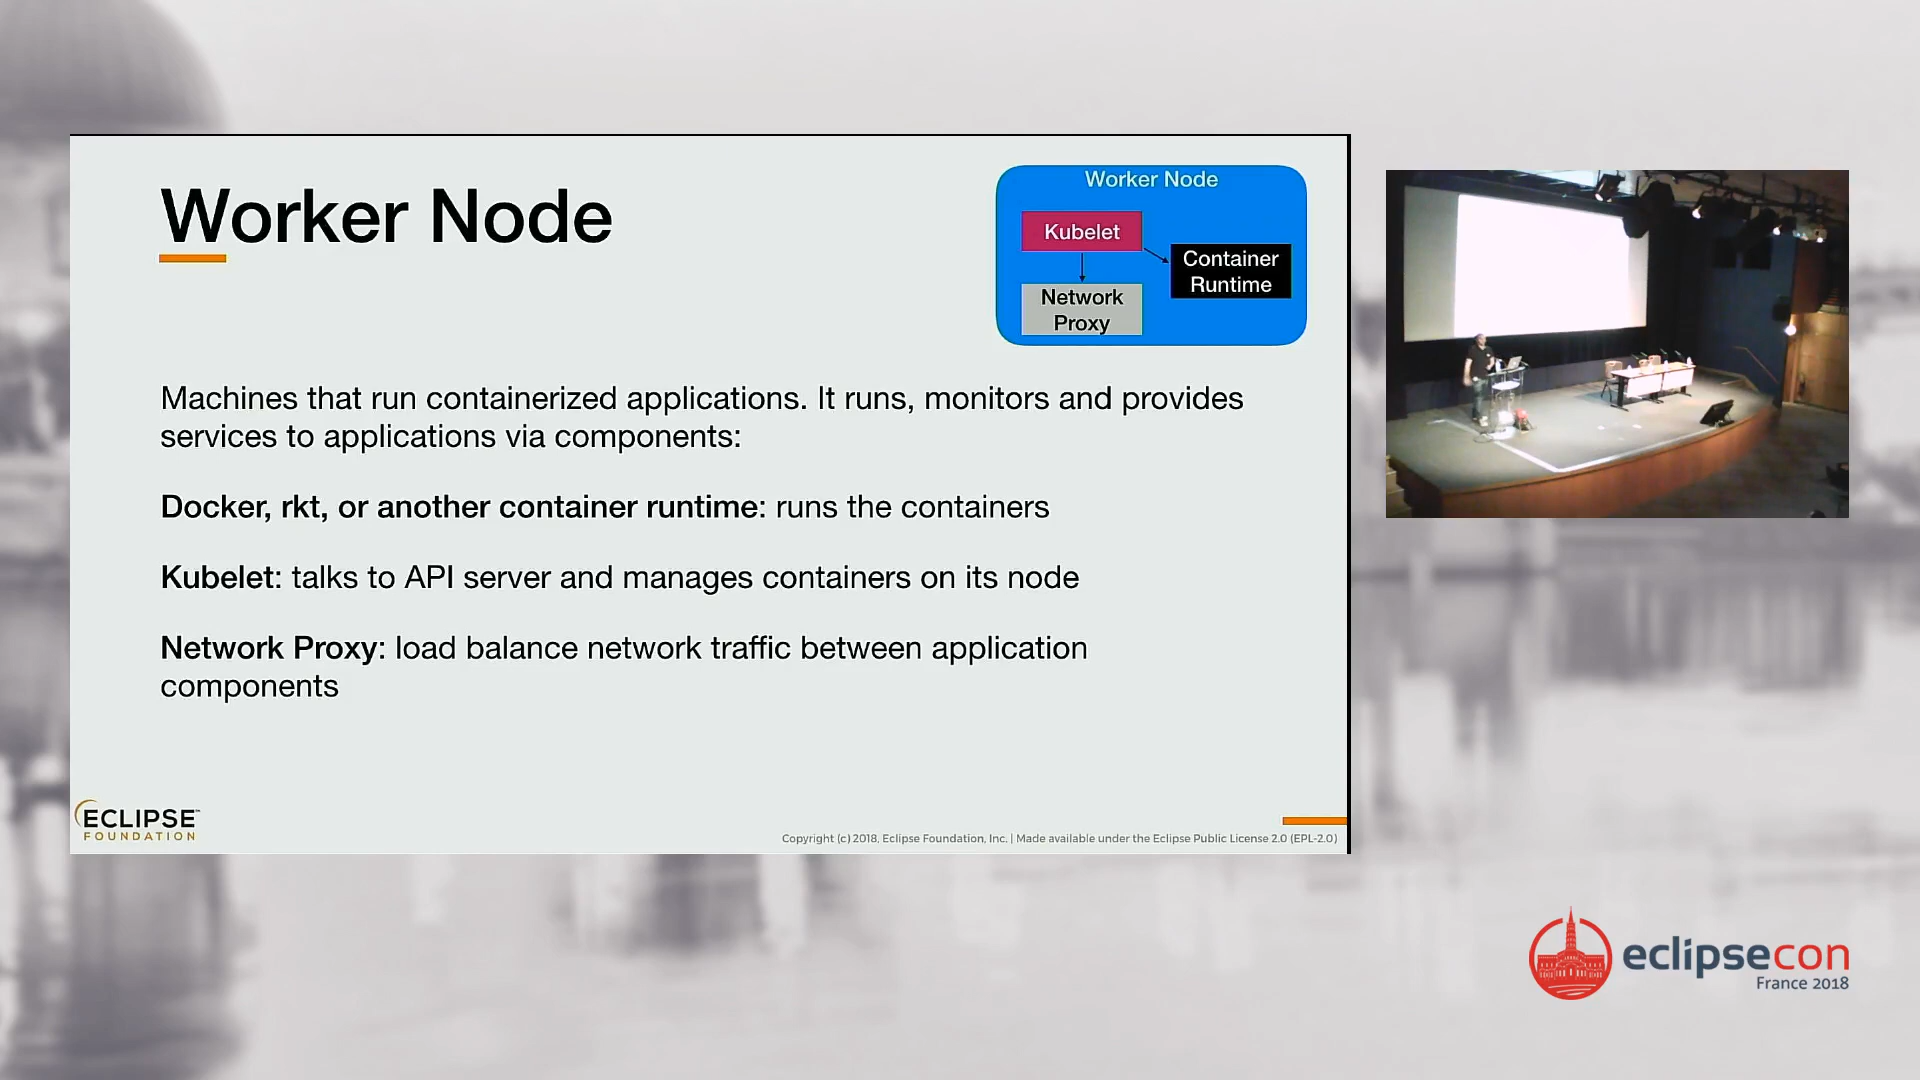 Worker Node
Worker Node
Kubelet
Container
Runtime
Network
Proxy
Machines that run containerized applications. It runs, monitors and provides
services to applications via components:
Docker, rkt, or another container runtime: runs the containers
Kubelet: talks to API server and manages containers on its node
Network Proxy: load balance network traffic between application
components
ECLIPSE™
FOUNDATION
Copyright (c) 2018, Eclipse Foundation, Inc. | Made available under the Eclipse Public License 2.0 (EPL-2.0)
eclipsecon
France 2018